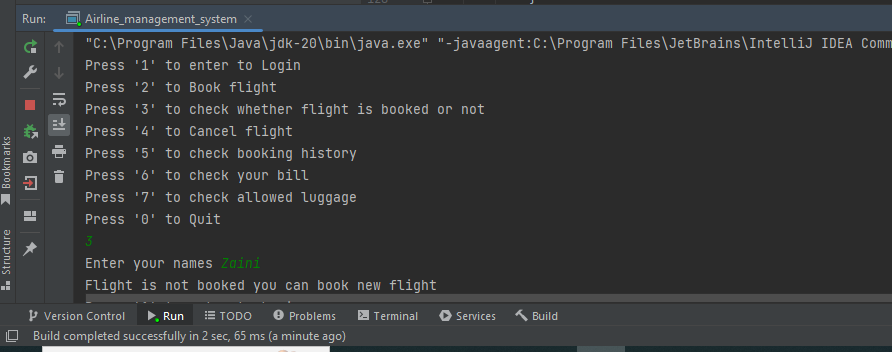 120
Run: Airline_management_system
"C:\Program Files\Java\jdk-20\bin\java.exe" "-javaagent:C:\Program Files\JetBrains\IntelliJ IDEA Comm
Press '1' to enter to Login
Press '2' to Book flight
Press '3' to check whether flight is booked or not
Press '4' to Cancel flight
Press '5' to check booking history
Press '6' to check your bill
Press '7' to check allowed luggage
Press '0' to Quit
3
Enter your names Zaini
Flight is not booked you can book new flight
Bookmarks
Structure
Version Control Run TODO Problems Terminal Services Build
Build completed successfully in 2 sec, 65 ms (a minute ago)